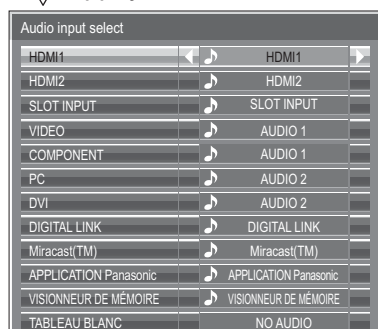 Audio input select
HDMI1 HDMI1
HDMI2 HDMI2
SLOT INPUT SLOT INPUT
VIDEO AUDIO 1
COMPONENT AUDIO 1
PC AUDIO 2
DVI AUDIO 2
DIGITAL LINK DIGITAL LINK
Miracast(TM) Miracast(TM)
APPLICATION Panasonic APPLICATION Panasonic
VISIONNEUR DE MÉMOIRE VISIONNEUR DE MÉMOIRE
TABLEAU BLANC NO AUDIO